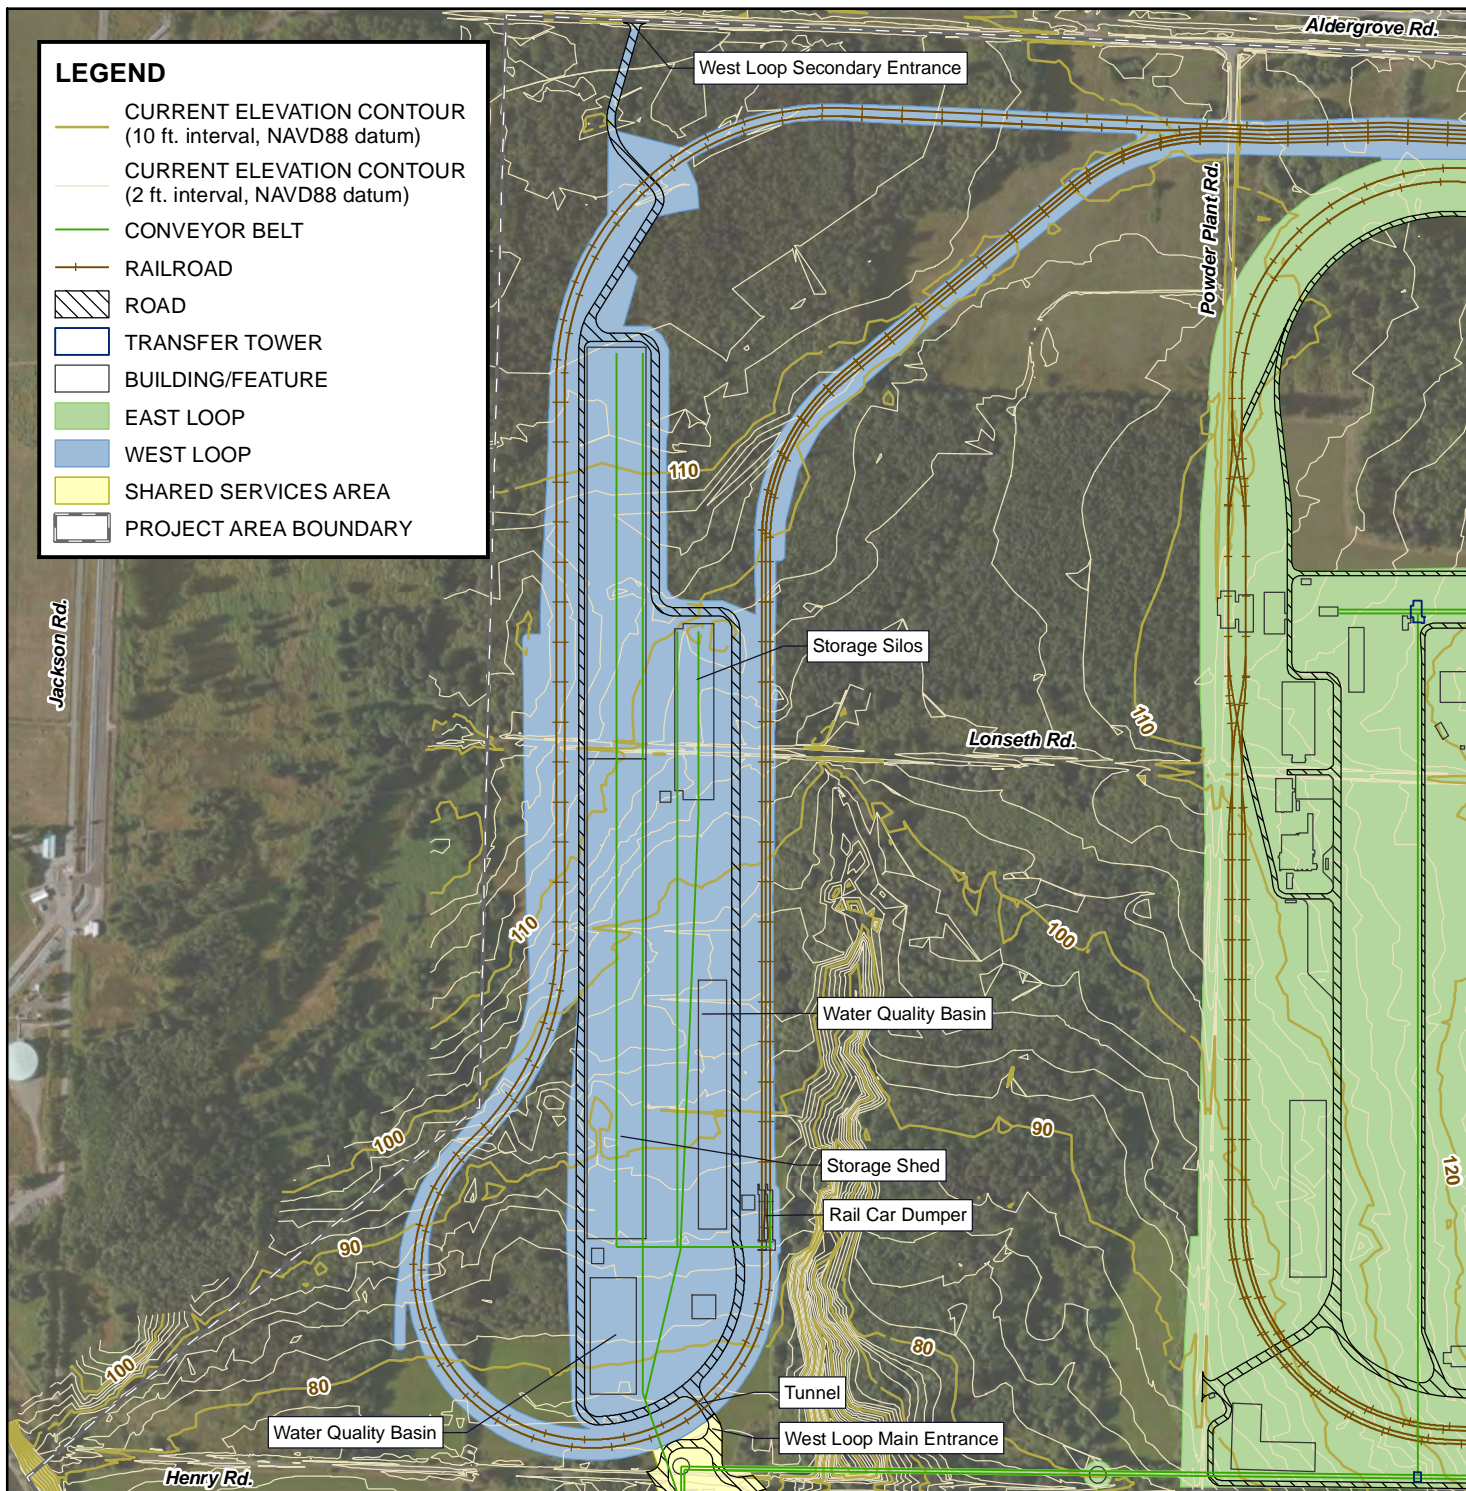 Aldergrove Rd.
LEGEND
CURRENT ELEVATION CONTOUR
(10 ft. interval, NAVD88 datum)
CURRENT ELEVATION CONTOUR
(2 ft. interval, NAVD88 datum)
CONVEYOR BELT
RAILROAD
ROAD
TRANSFER TOWER
BUILDING/FEATURE
EAST LOOP
WEST LOOP
SHARED SERVICES AREA
PROJECT AREA BOUNDARY
West Loop Secondary Entrance
Powder Plant Rd.
110
Jackson Rd.
Storage Silos
110
Lonseth Rd.
110
100
Water Quality Basin
100
90
Storage Shed
120
Rail Car Dumper
90
80
100
80
Tunnel
Water Quality Basin
West Loop Main Entrance
Henry Rd.